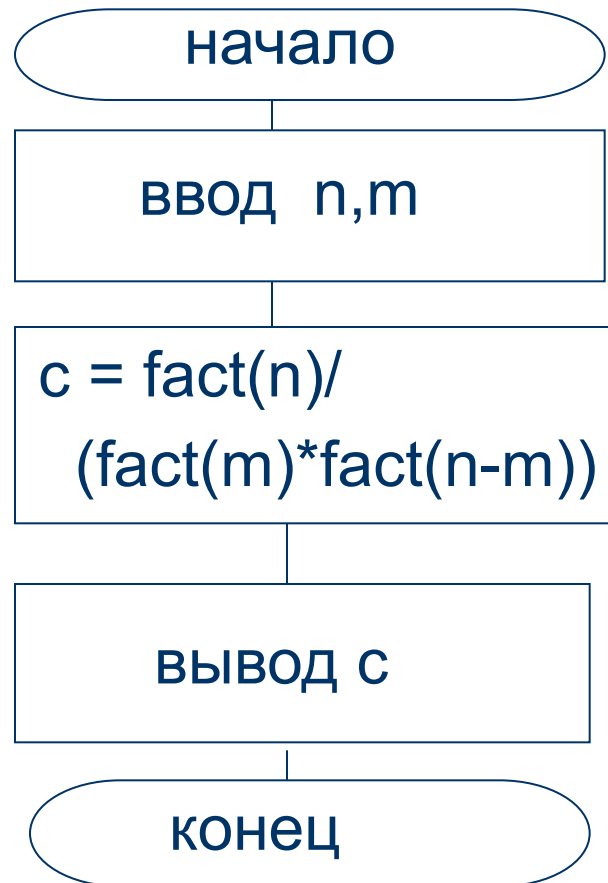 начало
ввод n,m
c = fact(n)/
(fact(m)*fact(n-m))
вывод с
конец